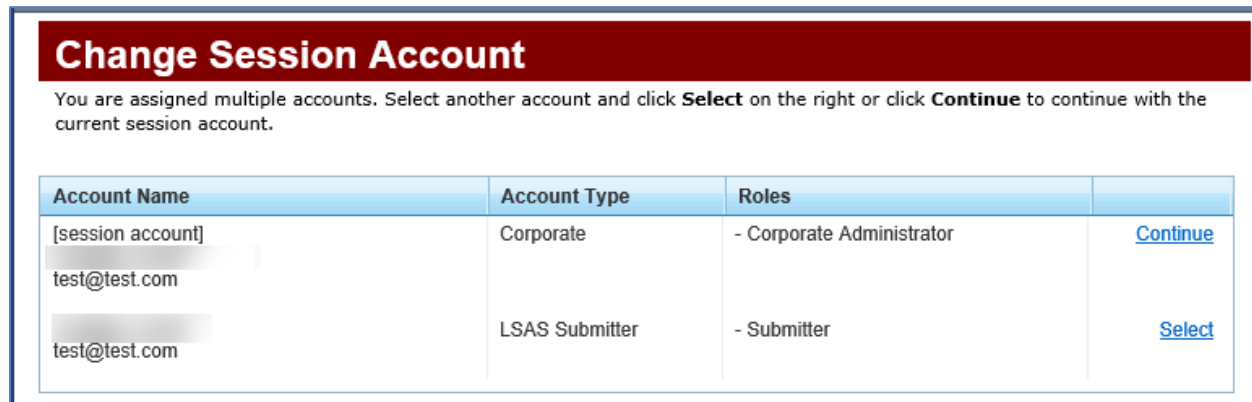 Change Session Account
You are assigned multiple accounts. Select another account and click Select on the right or click Continue to continue with the
current session account.
Account Name Account Type Roles
[session account] Corporate - Corporate Administrator Continue
test@test.com
LSAS Submitter - Submitter Select
test@test.com